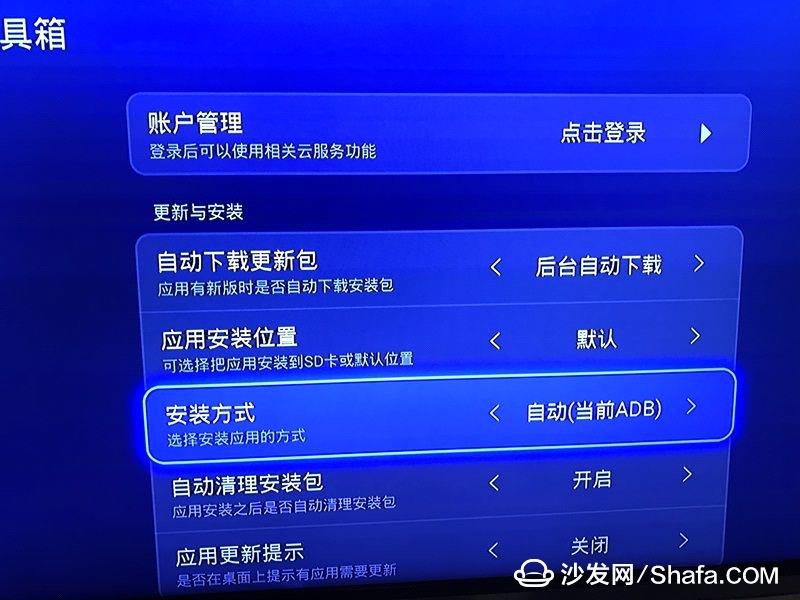 具箱
账户管理
点击登录
登录后可以使用相关云服务功能
更新与安装
自动下载更新包
后台自动下载
应用有新版时是否自动下载安装包
应用安装位置
默认
可选择把应用安装到SD卡或默认位置
安装方式
自动(当前ADB)
选择安装应用的方式
自动清理安装包
开启
应用安装之后是否自动清理安装包
应用更新提示
关闭
是否在桌面上提示有应用需要更新
沙发网/Shafa.COM